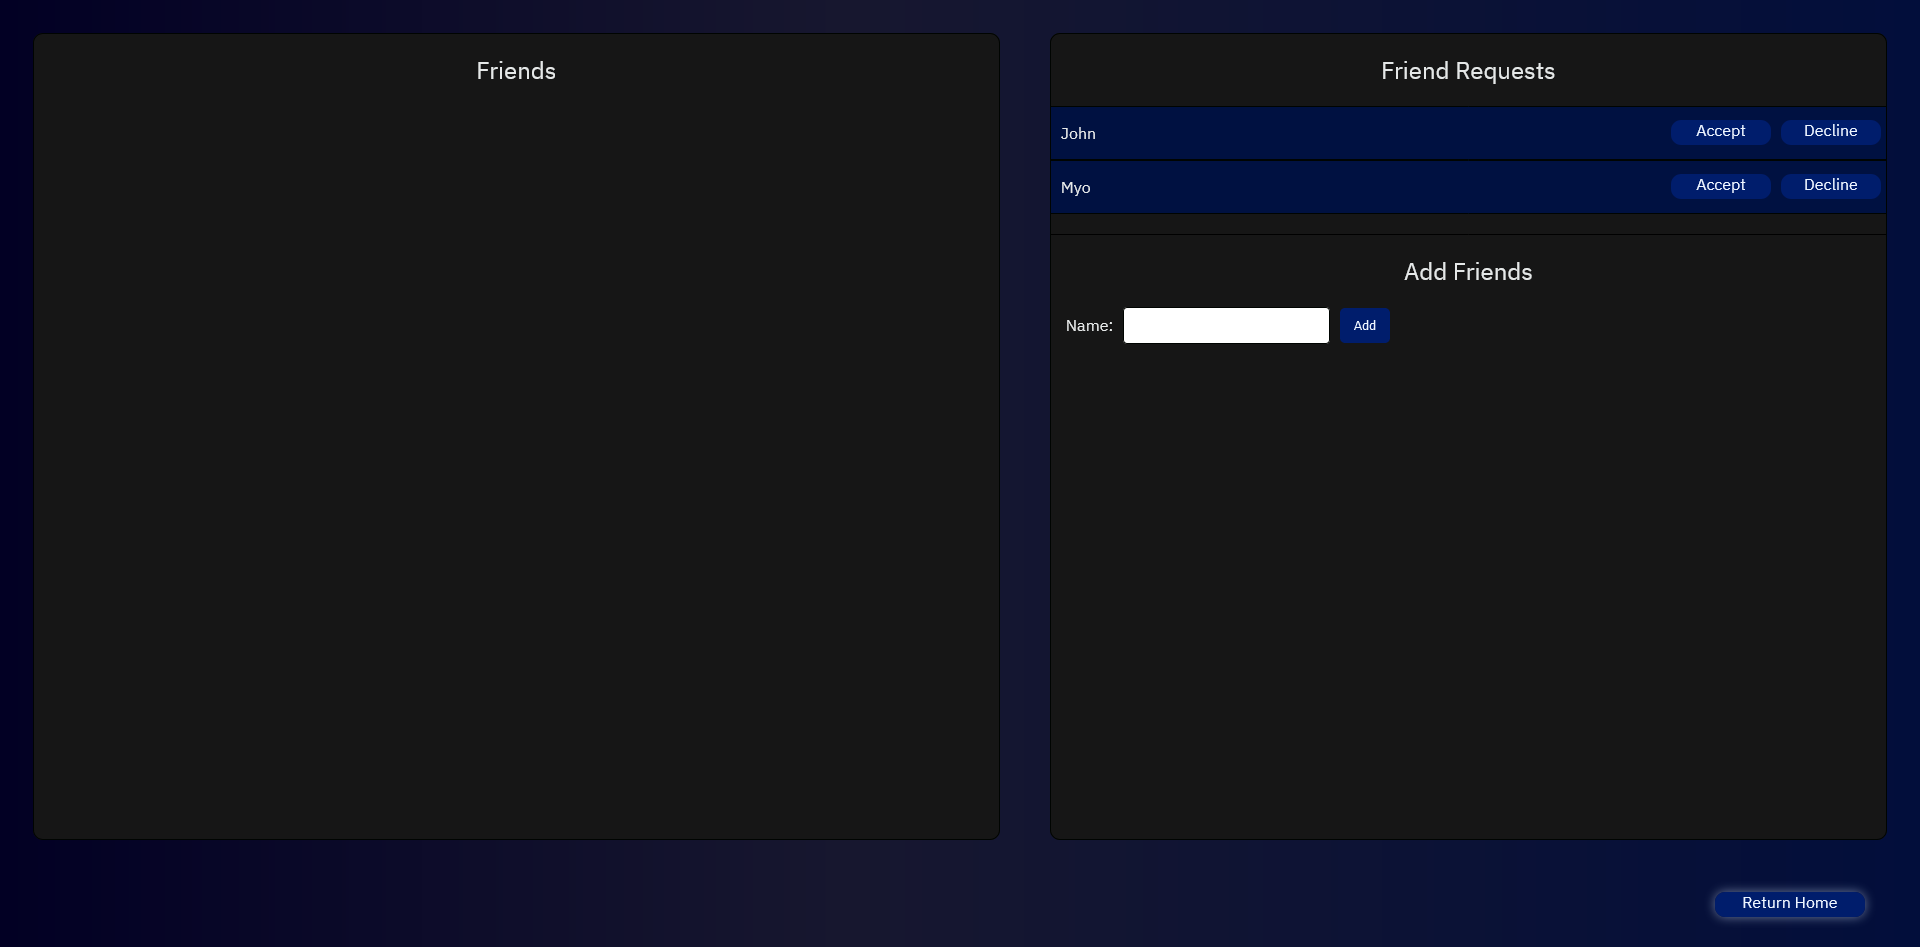 Friends
Friend Requests
John Accept Decline
Myo Accept Decline
Add Friends
Name: Add
Return Home